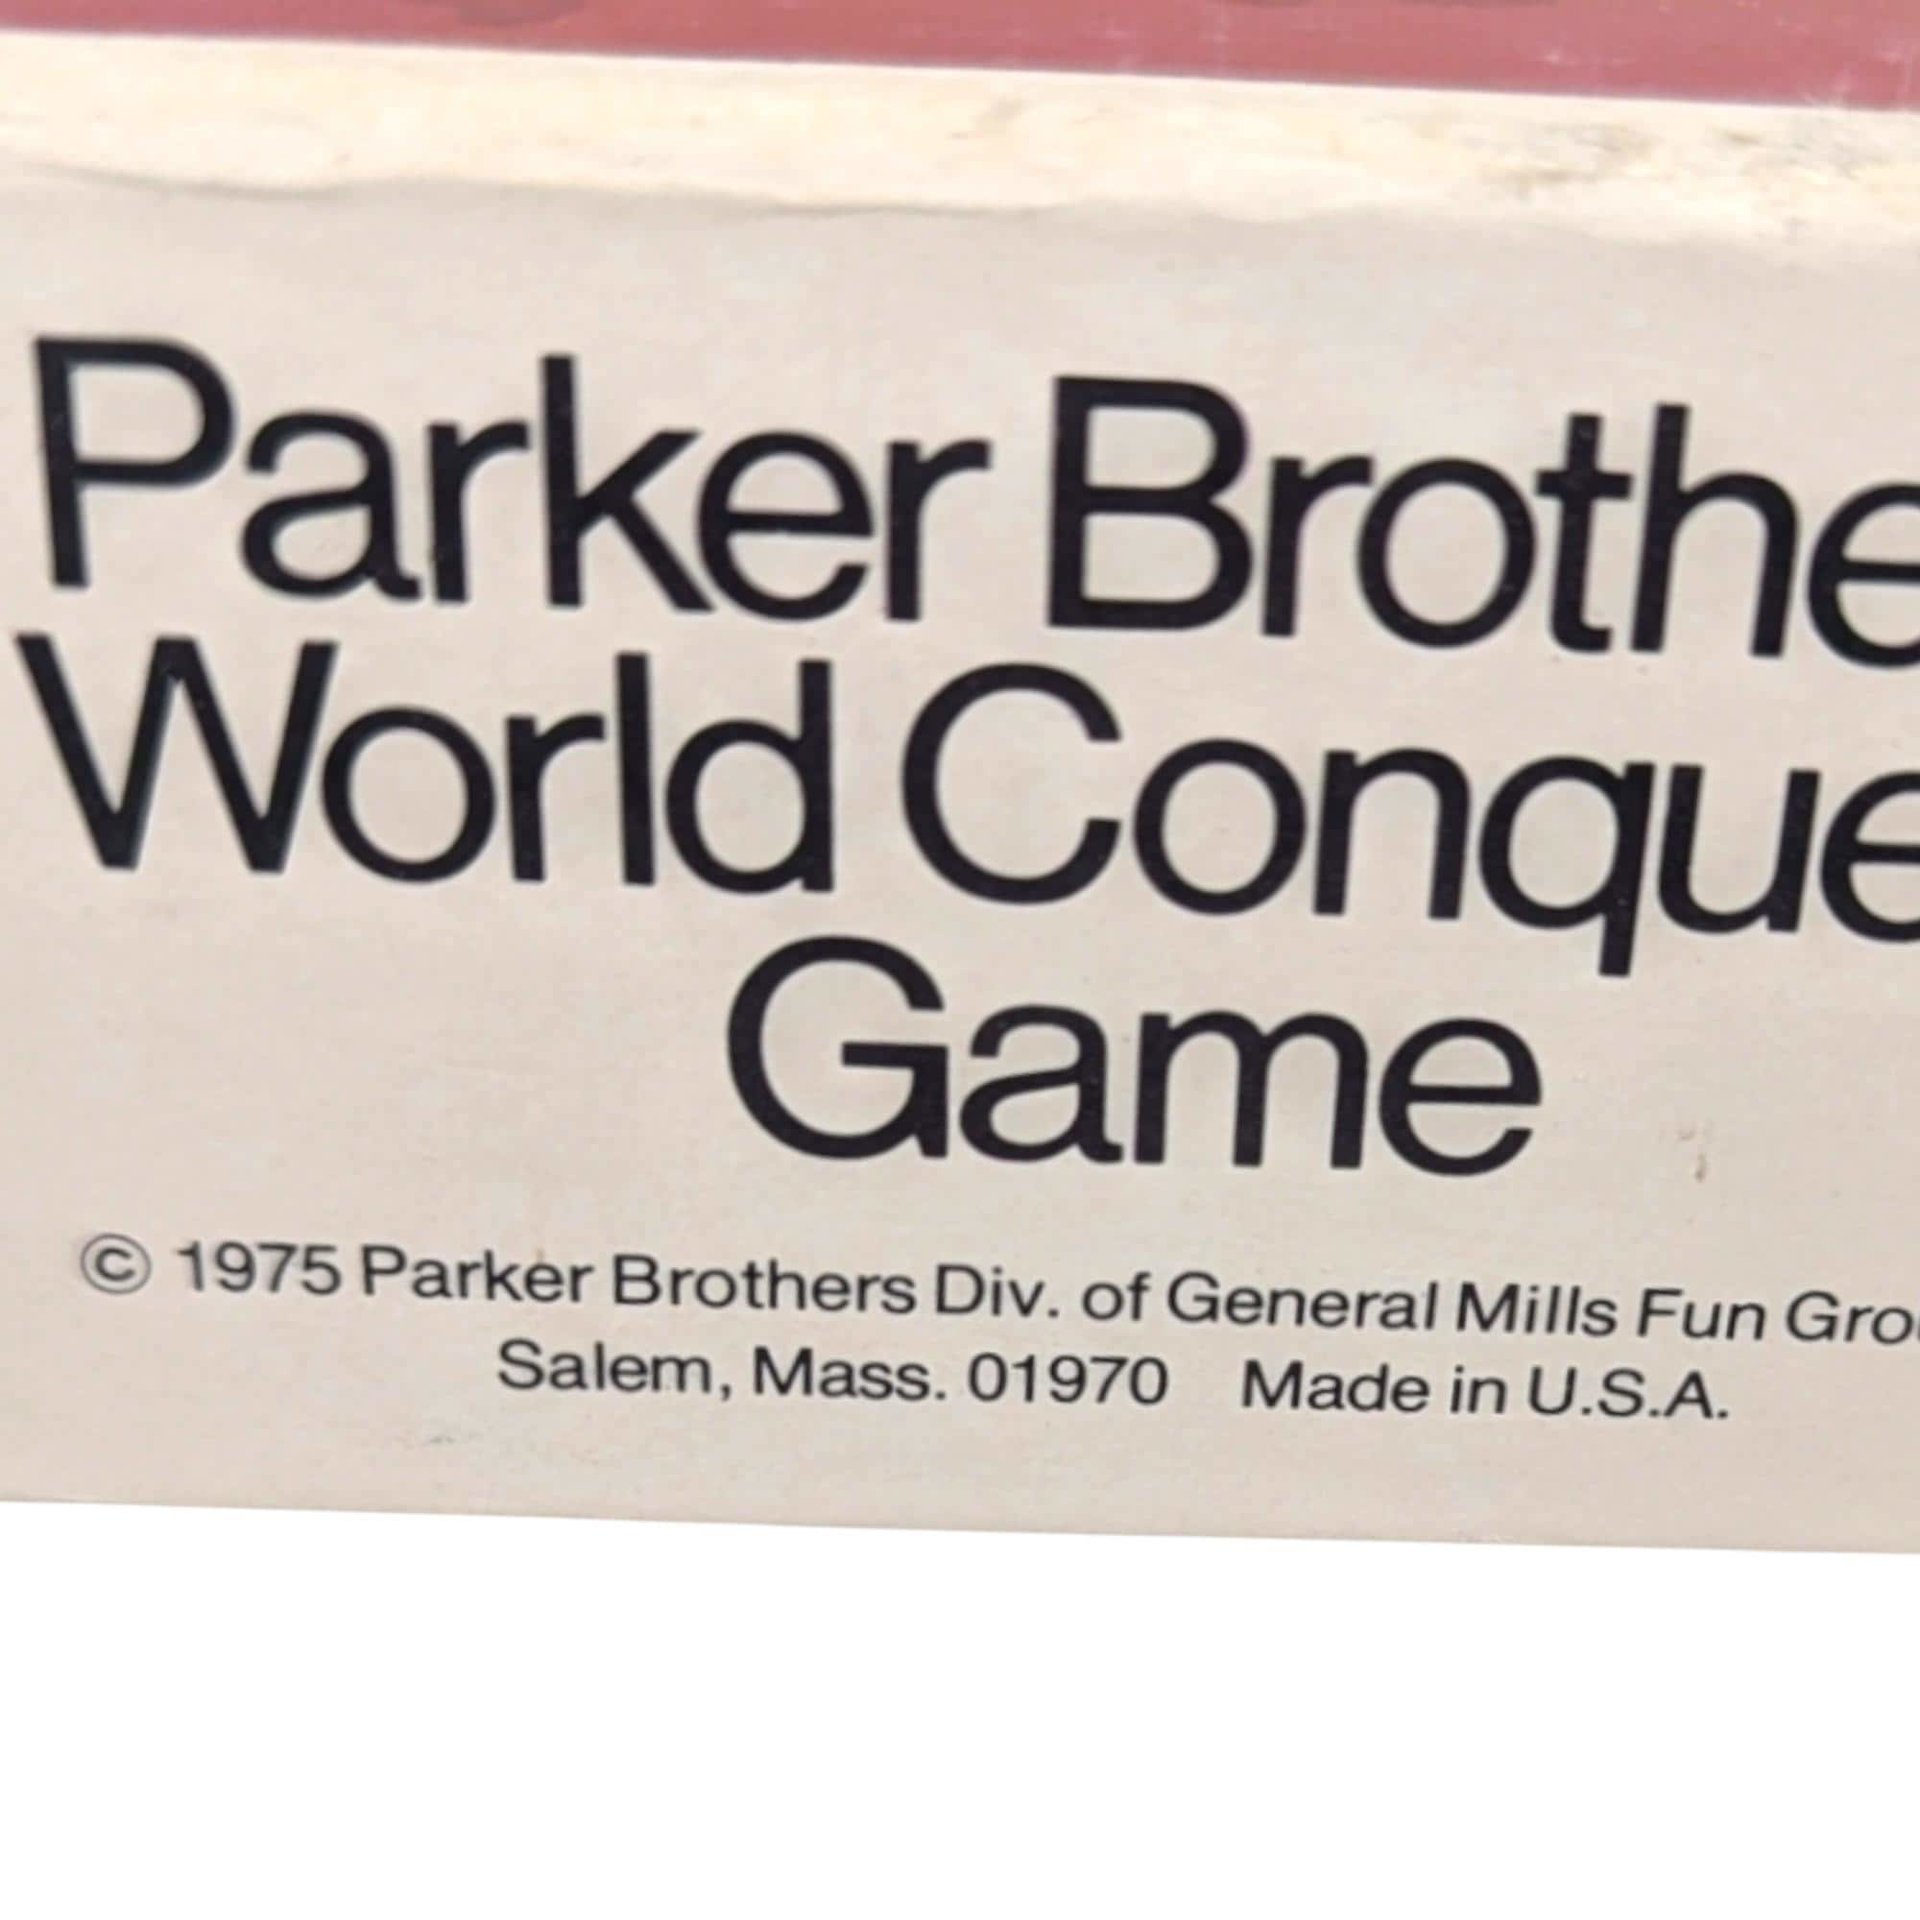 Parker Brothe
World Conque
Game
© 1975 Parker Brothers Div. of General Mills Fun Gro
Salem, Mass. 01970 Made in U.S.A.